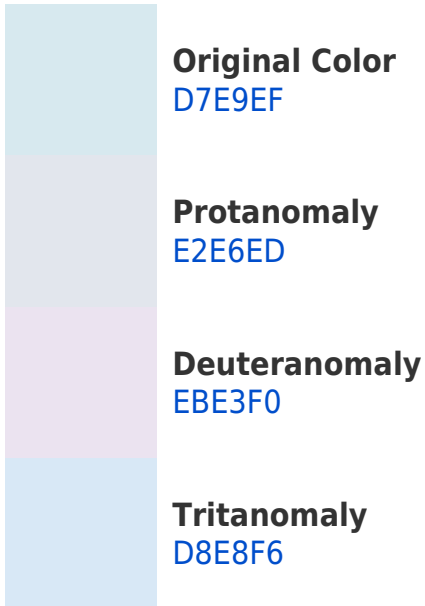 Original Color
D7E9EF
Protanomaly
E2E6ED
Deuteranomaly
EBE3F0
Tritanomaly
D8E8F6